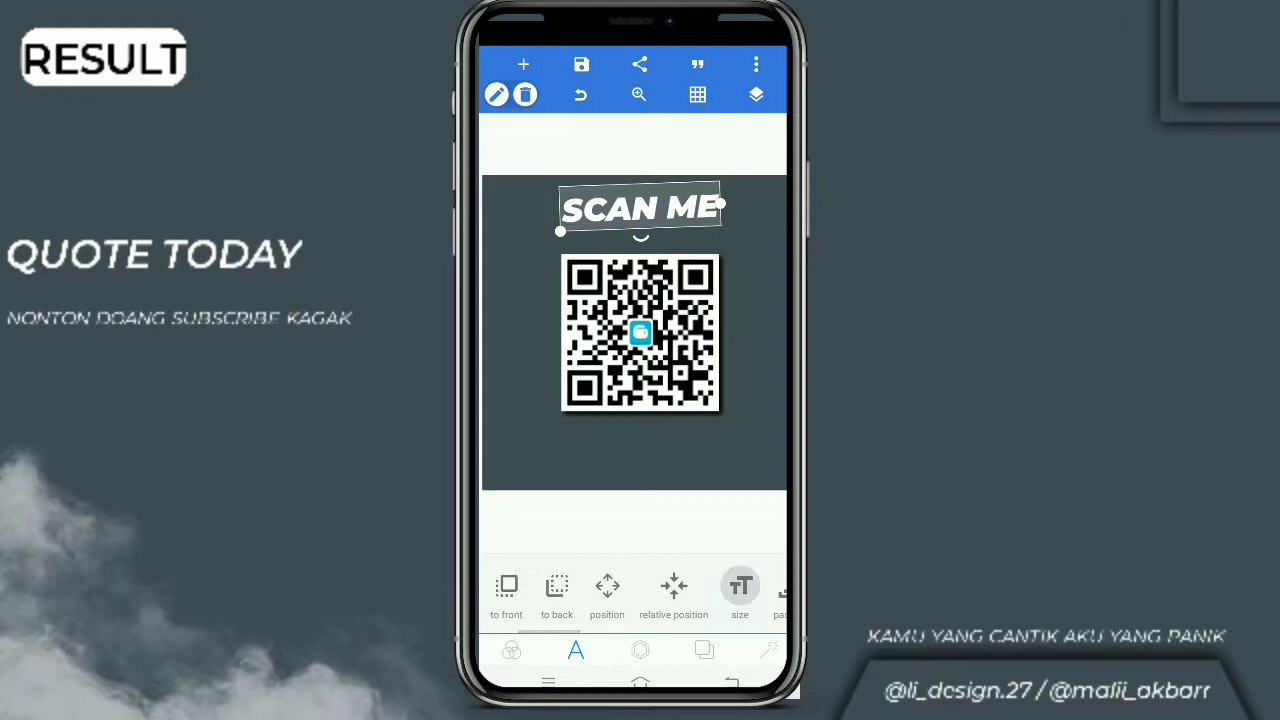 RESULT
QUOTE TODAY
NONTON DOANG SUBSCRIBE KAGAK
SCAN ME
to front
to back
position
relative position
size
KAMU YANG CANTIK AKU YANG PANIK
@li_design.27 / @malii_akbarr